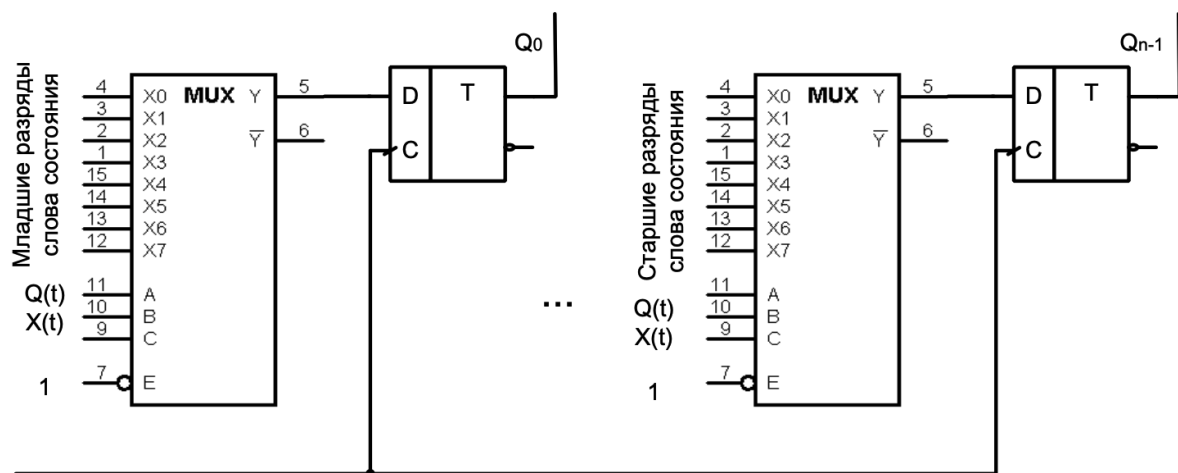 Младшие разряды
слова состояния
Q(t)
X(t)
1
4 X0 MUX Y 5
3 X1
2 X2 Y 6
1 X3
15 X4
14 X5
13 X6
12 X7
11 A
10 B
9 C
7 E
D T
C
Q0
...
Старшие разряды
слова состояния
Q(t)
X(t)
1
4 X0 MUX Y 5
3 X1
2 X2 Y 6
1 X3
15 X4
14 X5
13 X6
12 X7
11 A
10 B
9 C
7 E
D T
C
Qn-1